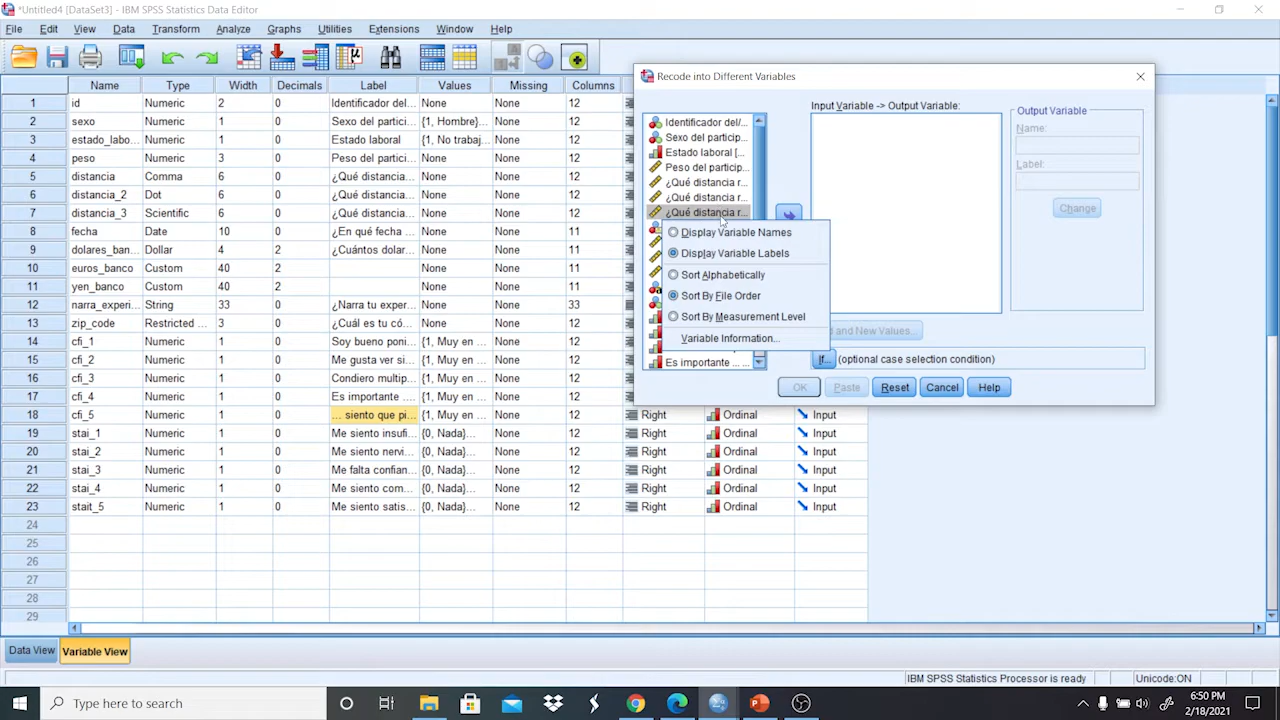 *Untitled4 [DataSet3] - IBM SPSS Statistics Data Editor
File Edit View Data Transform Graphs Analyze Utilities Extensions Window Help
Name Type Width Decimals Label Values Missing Columns
1 id Numeric 2 0 Identificador del... None None 12
2 sexo Numeric 1 0 Sexo del partici... {1, Hombre}... None 12
3 estado_labo... Numeric 1 0 Estado laboral {1, No trabaj... None 12
4 peso Numeric 3 0 Peso del partici... None None 12
5 distancia Comma 6 0 ¿Qué distancia... None None 12
6 distancia_2 Dot 6 0 ¿Qué distancia... None None 12
7 distancia_3 Scientific 6 0 ¿Qué distancia... None None 12
8 fecha Date 10 0 ¿En qué fecha ... None None 11
9 dolares_banco Dollar 4 2 ¿Cuántos dolar... None None 11
10 euros_banco Custom 40 2 None None 11
11 yen_banco Custom 40 2 None None 11
12 narra_experi... String 33 0 ¿Narra tu exper... None None 33
13 zip_code Restricted ... 5 0 ¿Cuál es tu có... None None 12
14 cfi_1 Numeric 1 0 Soy bueno poni... {1, Muy en ... None 12
15 cfi_2 Numeric 1 0 Me gusta ver si... {1, Muy en ... None 12
16 cfi_3 Numeric 1 0 Condiero multip... {1, Muy en ... None 12
17 cfi_4 Numeric 1 0 Es importante ... {1, Muy en ... None 12
18 cfi_5 Numeric 1 0 ... siento que pi... {1, Muy en ... None 12 Right Ordinal Input
19 stai_1 Numeric 1 0 Me siento insufi... {0, Nada}... None 12 Right Ordinal Input
20 stai_2 Numeric 1 0 Me siento nervi... {0, Nada}... None 12 Right Ordinal Input
21 stai_3 Numeric 1 0 Me falta confian... {0, Nada}... None 12 Right Ordinal Input
22 stai_4 Numeric 1 0 Me siento com... {0, Nada}... None 12 Right Ordinal Input
23 stait_5 Numeric 1 0 Me siento satis... {0, Nada}... None 12 Right Ordinal Input
24
25
26
27
28
29
Recode into Different Variables
Input Variable -> Output Variable:
Output Variable
Name:
Label:
Change
Identificador del/...
Sexo del particip...
Estado laboral [...
Peso del particip...
¿Qué distancia r...
¿Qué distancia r...
¿Qué distancia r...
Display Variable Names
Display Variable Labels
Sort Alphabetically
Sort By File Order
Sort By Measurement Level
Variable Information...
Es importante ... ...
d and New Values...
If... (optional case selection condition)
OK Paste Reset Cancel Help
Data View Variable View
IBM SPSS Statistics Processor is ready Unicode:ON
Type here to search
6:50 PM
2/18/2021